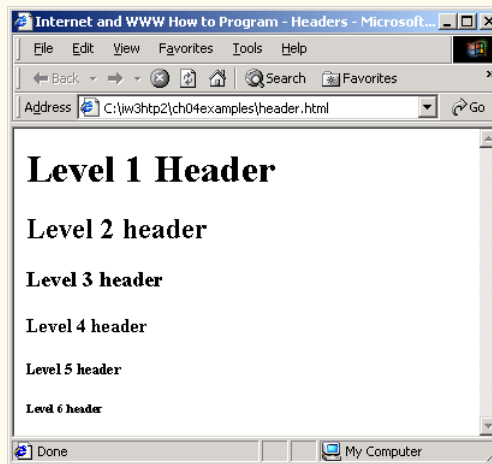 Internet and WWW How to Program - Headers - Microsoft...
File Edit View Favorites Tools Help
Back Search Favorites »
Address C:\iw3htp2\ch04examples\header.html Go
Level 1 Header
Level 2 header
Level 3 header
Level 4 header
Level 5 header
Level 6 header
Done My Computer